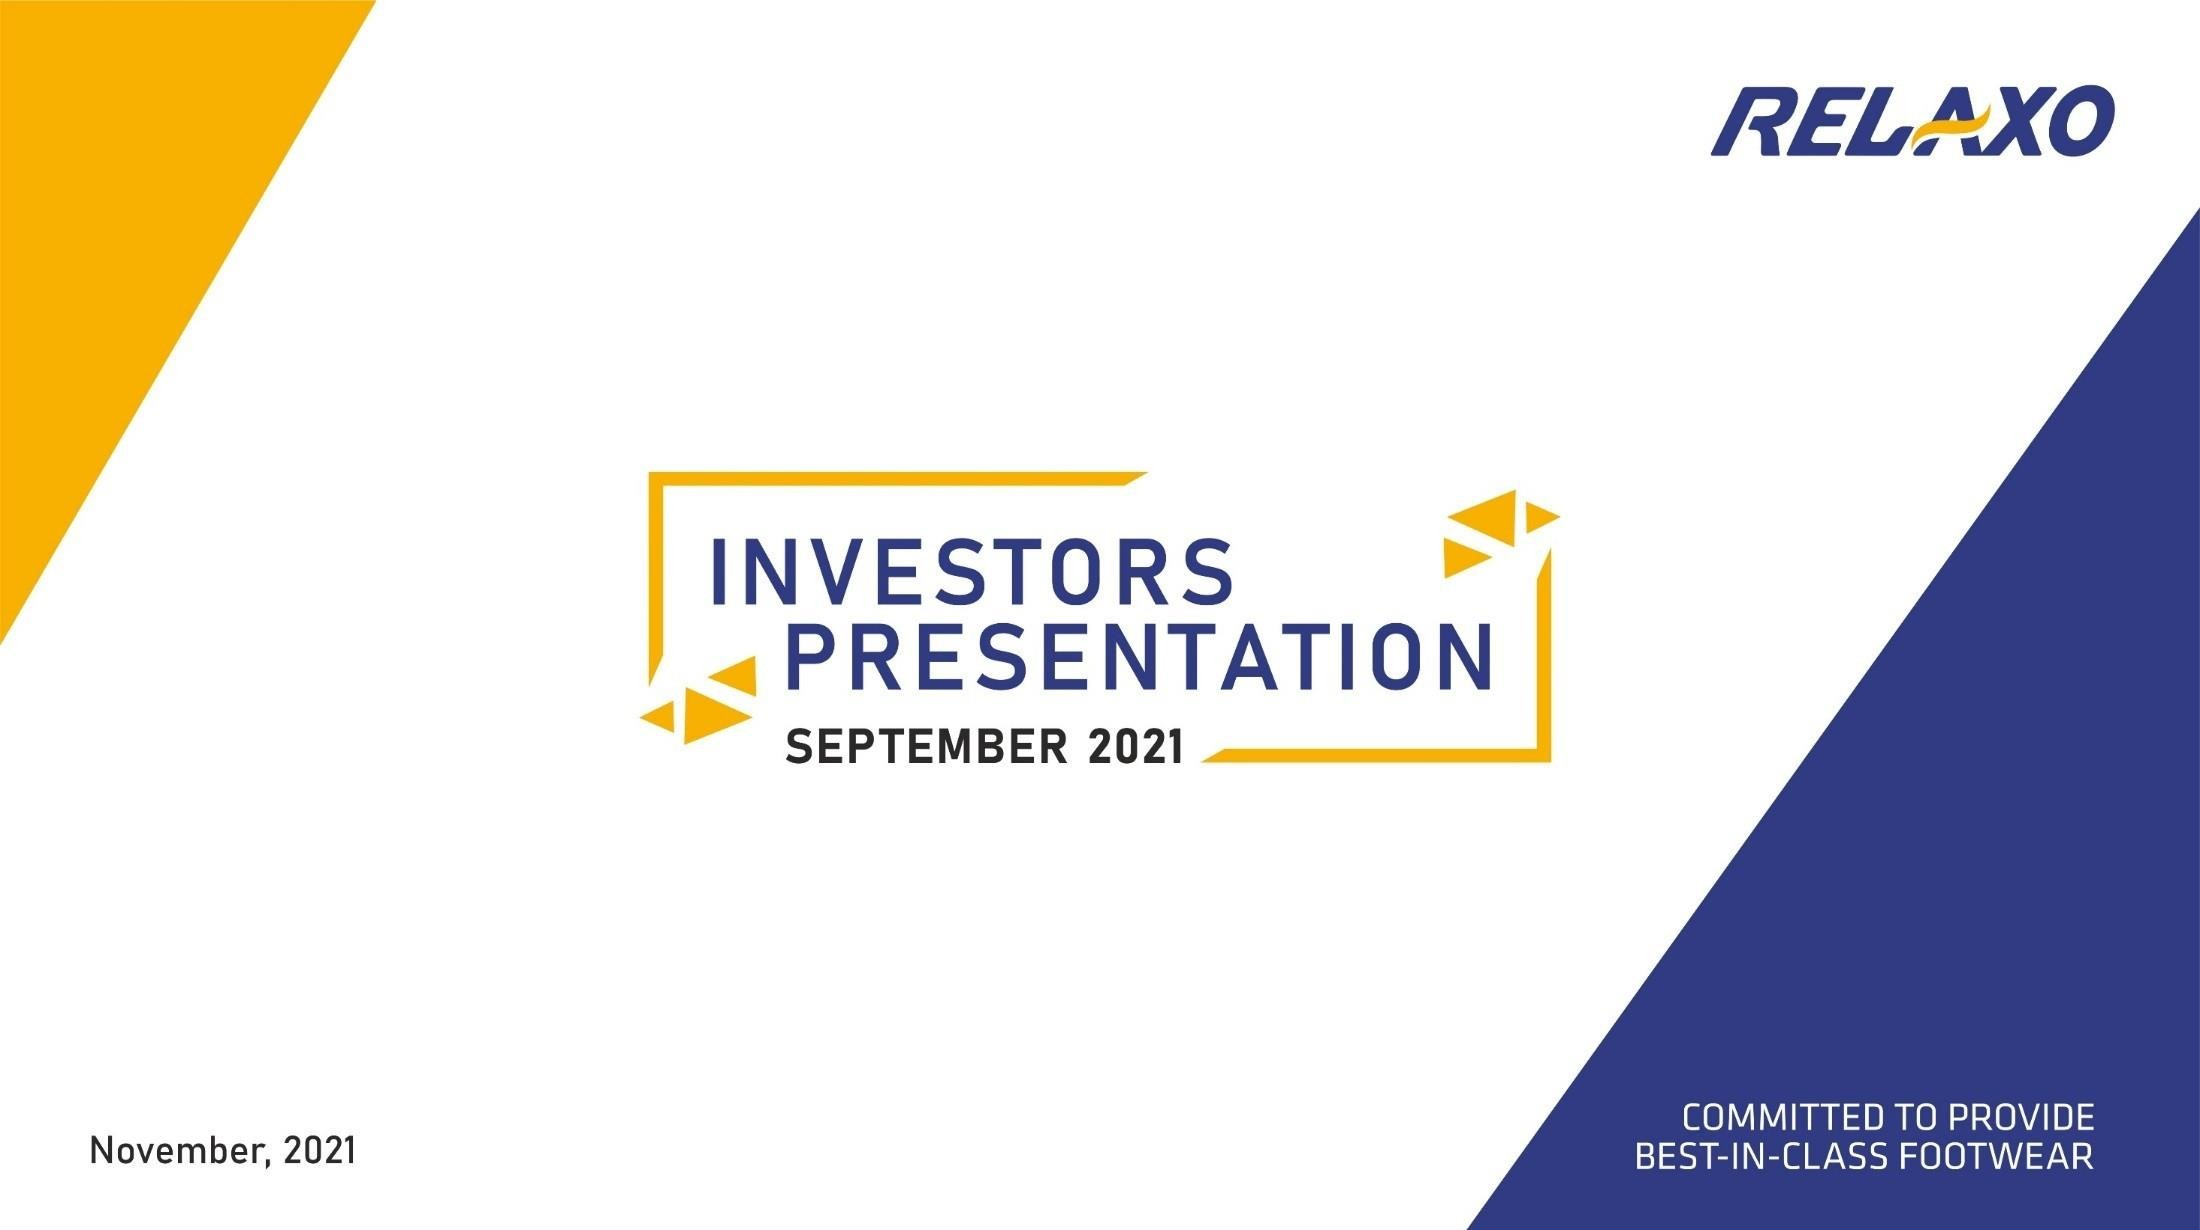 RELAXO
INVESTORS
PRESENTATION
SEPTEMBER 2021
November, 2021
COMMITTED TO PROVIDE
BEST-IN-CLASS FOOTWEAR